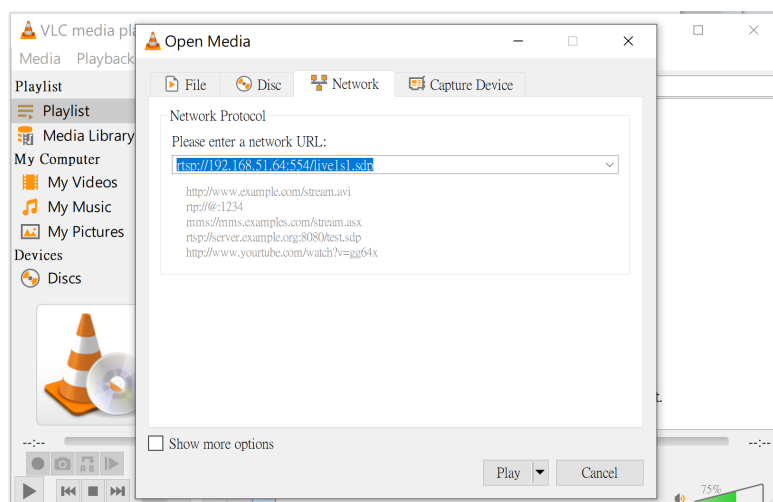 VLC media pla
Open Media
Media Playback
File
Disc
Network
Capture Device
Playlist
Playlist
Media Library
My Computer
My Videos
My Music
My Pictures
Devices
Discs
Network Protocol
Please enter a network URL:
rtsp://192.168.51.64:554/live1s1.sdp
http://www.example.com/stream.avi
rtp://@:1234
mms://mms.examples.com/stream.asx
rtsp://server.example.org:8080/test.sdp
http://www.yourtube.com/watch?v=gg64x
t.
--:--
--:--
Show more options
Play
Cancel
A B
75%